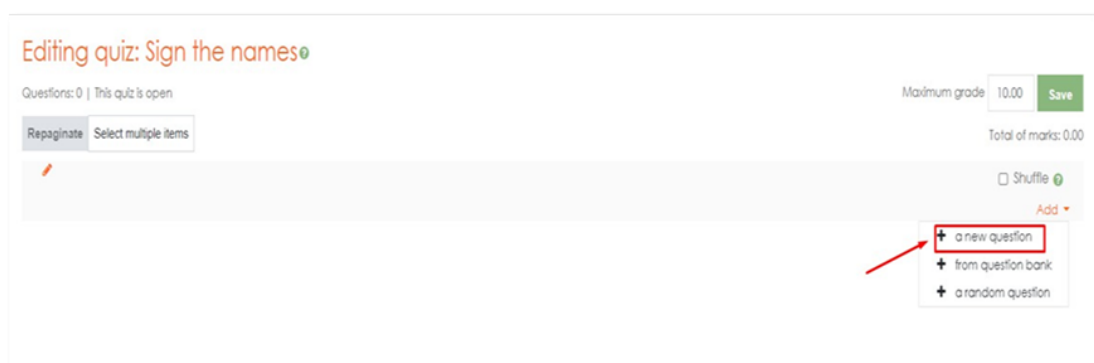 Editing quiz: Sign the names
Questions: 0 | This quiz is open
Maximum grade 10.00 Save
Repaginate Select multiple items
Total of marks: 0.00
Shuffle
Add
a new question
from question bank
a random question